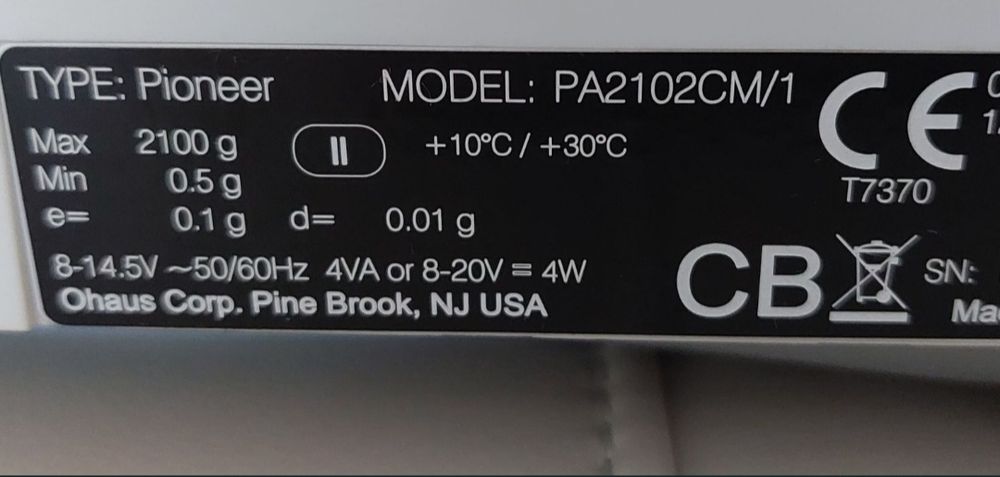 TYPE: Pioneer MODEL: PA2102CM/1
Max 2100 g II +10°C / +30°C
Min 0.5 g
e= 0.1 g d= 0.01 g
8-14.5V ~50/60Hz 4VA or 8-20V = 4W
Ohaus Corp. Pine Brook, NJ USA
CE
T7370
CB
SN: